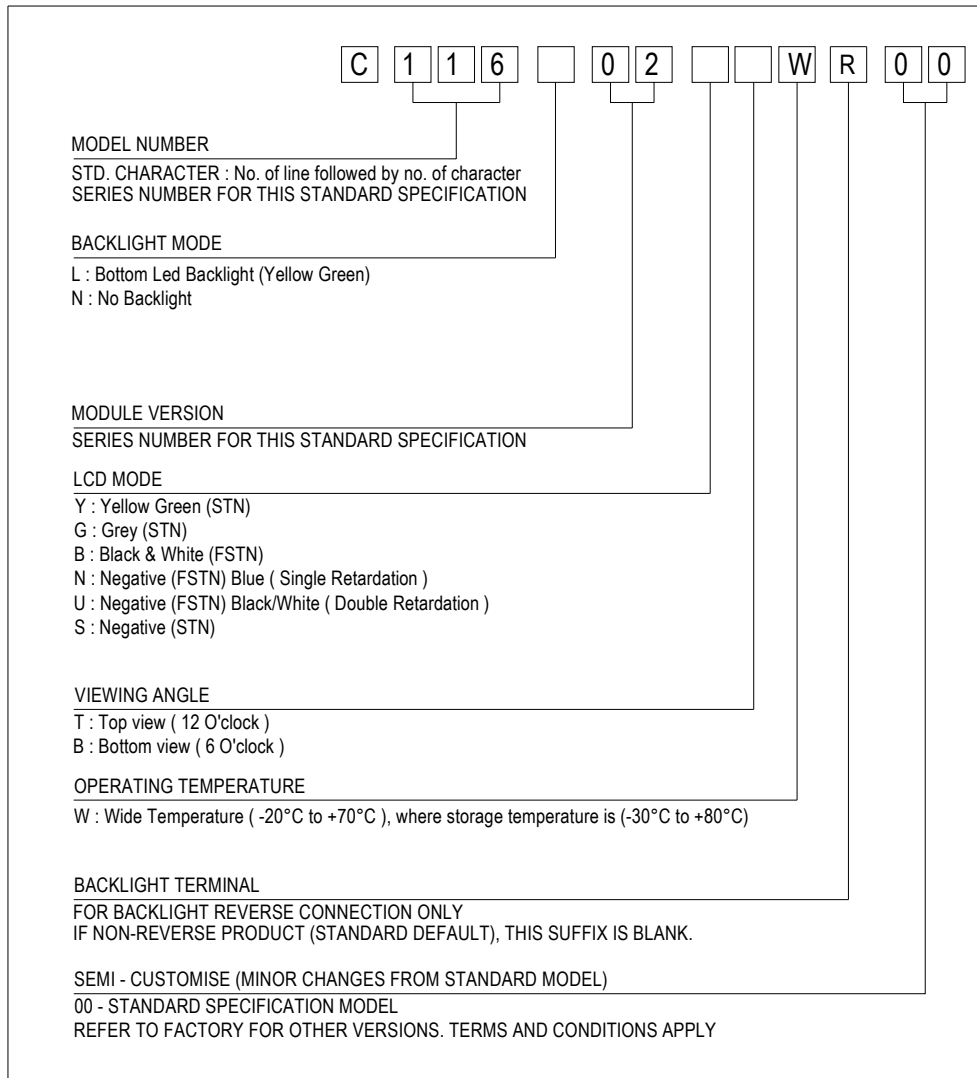 C 1 1 6 0 2 W R 0 0
MODEL NUMBER
STD. CHARACTER : No. of line followed by no. of character
SERIES NUMBER FOR THIS STANDARD SPECIFICATION
BACKLIGHT MODE
L : Bottom Led Backlight (Yellow Green)
N : No Backlight
MODULE VERSION
SERIES NUMBER FOR THIS STANDARD SPECIFICATION
LCD MODE
Y : Yellow Green (STN)
G : Grey (STN)
B : Black & White (FSTN)
N : Negative (FSTN) Blue ( Single Retardation )
U : Negative (FSTN) Black/White ( Double Retardation )
S : Negative (STN)
VIEWING ANGLE
T : Top view ( 12 O'clock )
B : Bottom view ( 6 O'clock )
OPERATING TEMPERATURE
W : Wide Temperature ( -20°C to +70°C ), where storage temperature is (-30°C to +80°C)
BACKLIGHT TERMINAL
FOR BACKLIGHT REVERSE CONNECTION ONLY
IF NON-REVERSE PRODUCT (STANDARD DEFAULT), THIS SUFFIX IS BLANK.
SEMI - CUSTOMISE (MINOR CHANGES FROM STANDARD MODEL)
00 - STANDARD SPECIFICATION MODEL
REFER TO FACTORY FOR OTHER VERSIONS. TERMS AND CONDITIONS APPLY